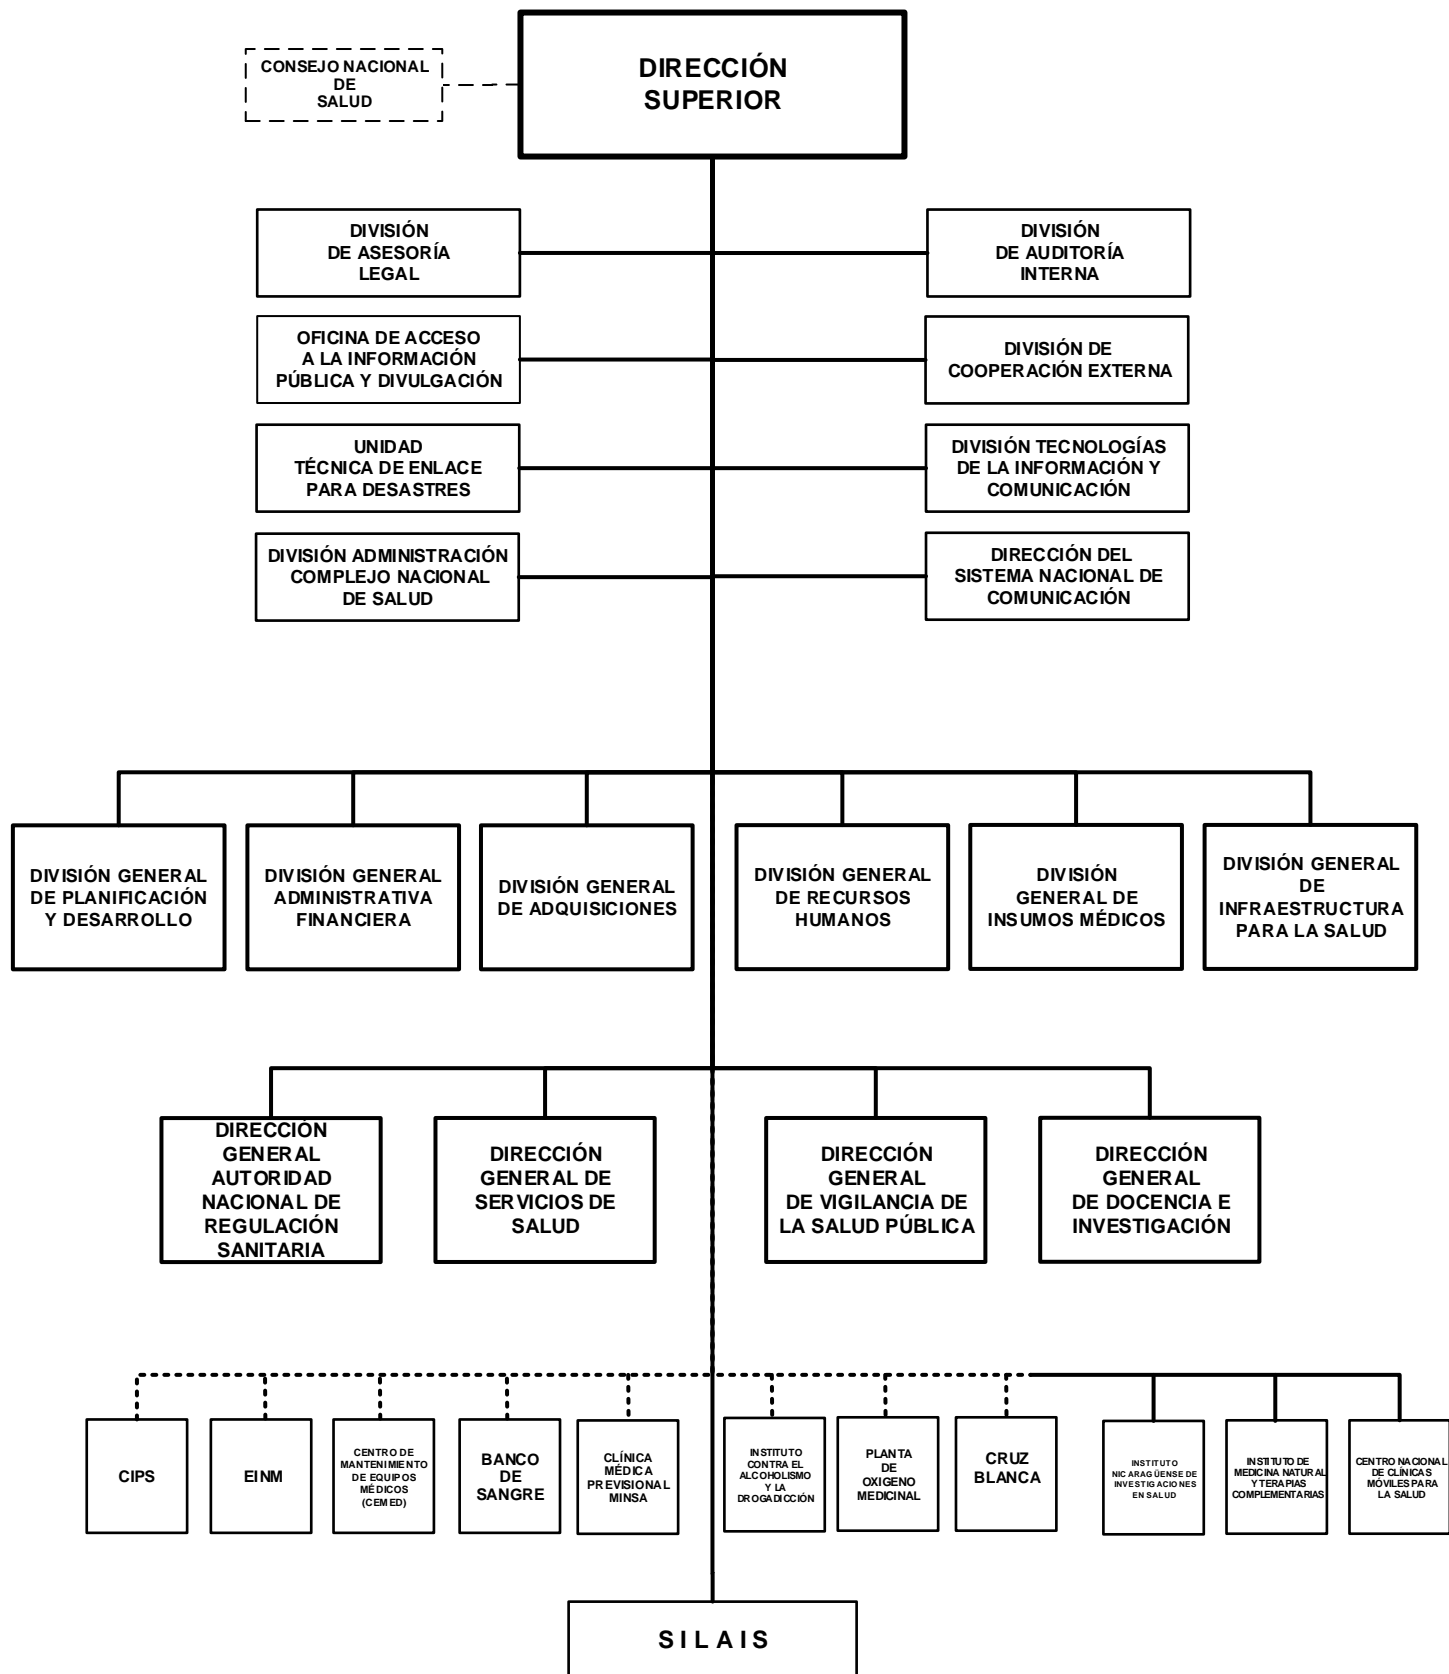 CONSEJO NACIONAL
DE
SALUD
DIRECCIÓN
SUPERIOR
DIVISIÓN
DE ASESORÍA
LEGAL
DIVISIÓN
DE AUDITORÍA
INTERNA
OFICINA DE ACCESO
A LA INFORMACIÓN
PÚBLICA Y DIVULGACIÓN
DIVISIÓN DE
COOPERACIÓN EXTERNA
UNIDAD
TÉCNICA DE ENLACE
PARA DESASTRES
DIVISIÓN TECNOLOGÍAS
DE LA INFORMACIÓN Y
COMUNICACIÓN
DIVISIÓN ADMINISTRACIÓN
COMPLEJO NACIONAL
DE SALUD
DIRECCIÓN DEL
SISTEMA NACIONAL DE
COMUNICACIÓN
DIVISIÓN GENERAL
DE PLANIFICACIÓN
Y DESARROLLO
DIVISIÓN GENERAL
ADMINISTRATIVA
FINANCIERA
DIVISIÓN GENERAL
DE ADQUISICIONES
DIVISIÓN GENERAL
DE RECURSOS
HUMANOS
DIVISIÓN
GENERAL DE
INSUMOS MÉDICOS
DIVISIÓN GENERAL
DE
INFRAESTRUCTURA
PARA LA SALUD
DIRECCIÓN
GENERAL
AUTORIDAD
NACIONAL DE
REGULACIÓN
SANITARIA
DIRECCIÓN
GENERAL DE
SERVICIOS DE
SALUD
DIRECCIÓN
GENERAL
DE VIGILANCIA DE
LA SALUD PÚBLICA
DIRECCIÓN
GENERAL
DE DOCENCIA E
INVESTIGACIÓN
CIPS
EINM
CENTRO DE
MANTENIMIENTO
DE EQUIPOS
MÉDICOS
(CEMED)
BANCO
DE
SANGRE
CLÍNICA
MÉDICA
PREVISIONAL
MINSA
INSTITUTO
CONTRA EL
ALCOHOLISMO
Y LA
DROGADICCIÓN
PLANTA
DE
OXIGENO
MEDICINAL
CRUZ
BLANCA
INSTITUTO
NICARAGÜENSE DE
INVESTIGACIONES
EN SALUD
INSTITUTO DE
MEDICINA NATURAL
Y TERAPIAS
COMPLEMENTARIAS
CENTRO NACIONAL
DE CLÍNICAS
MÓVILES PARA
LA SALUD
SILAIS